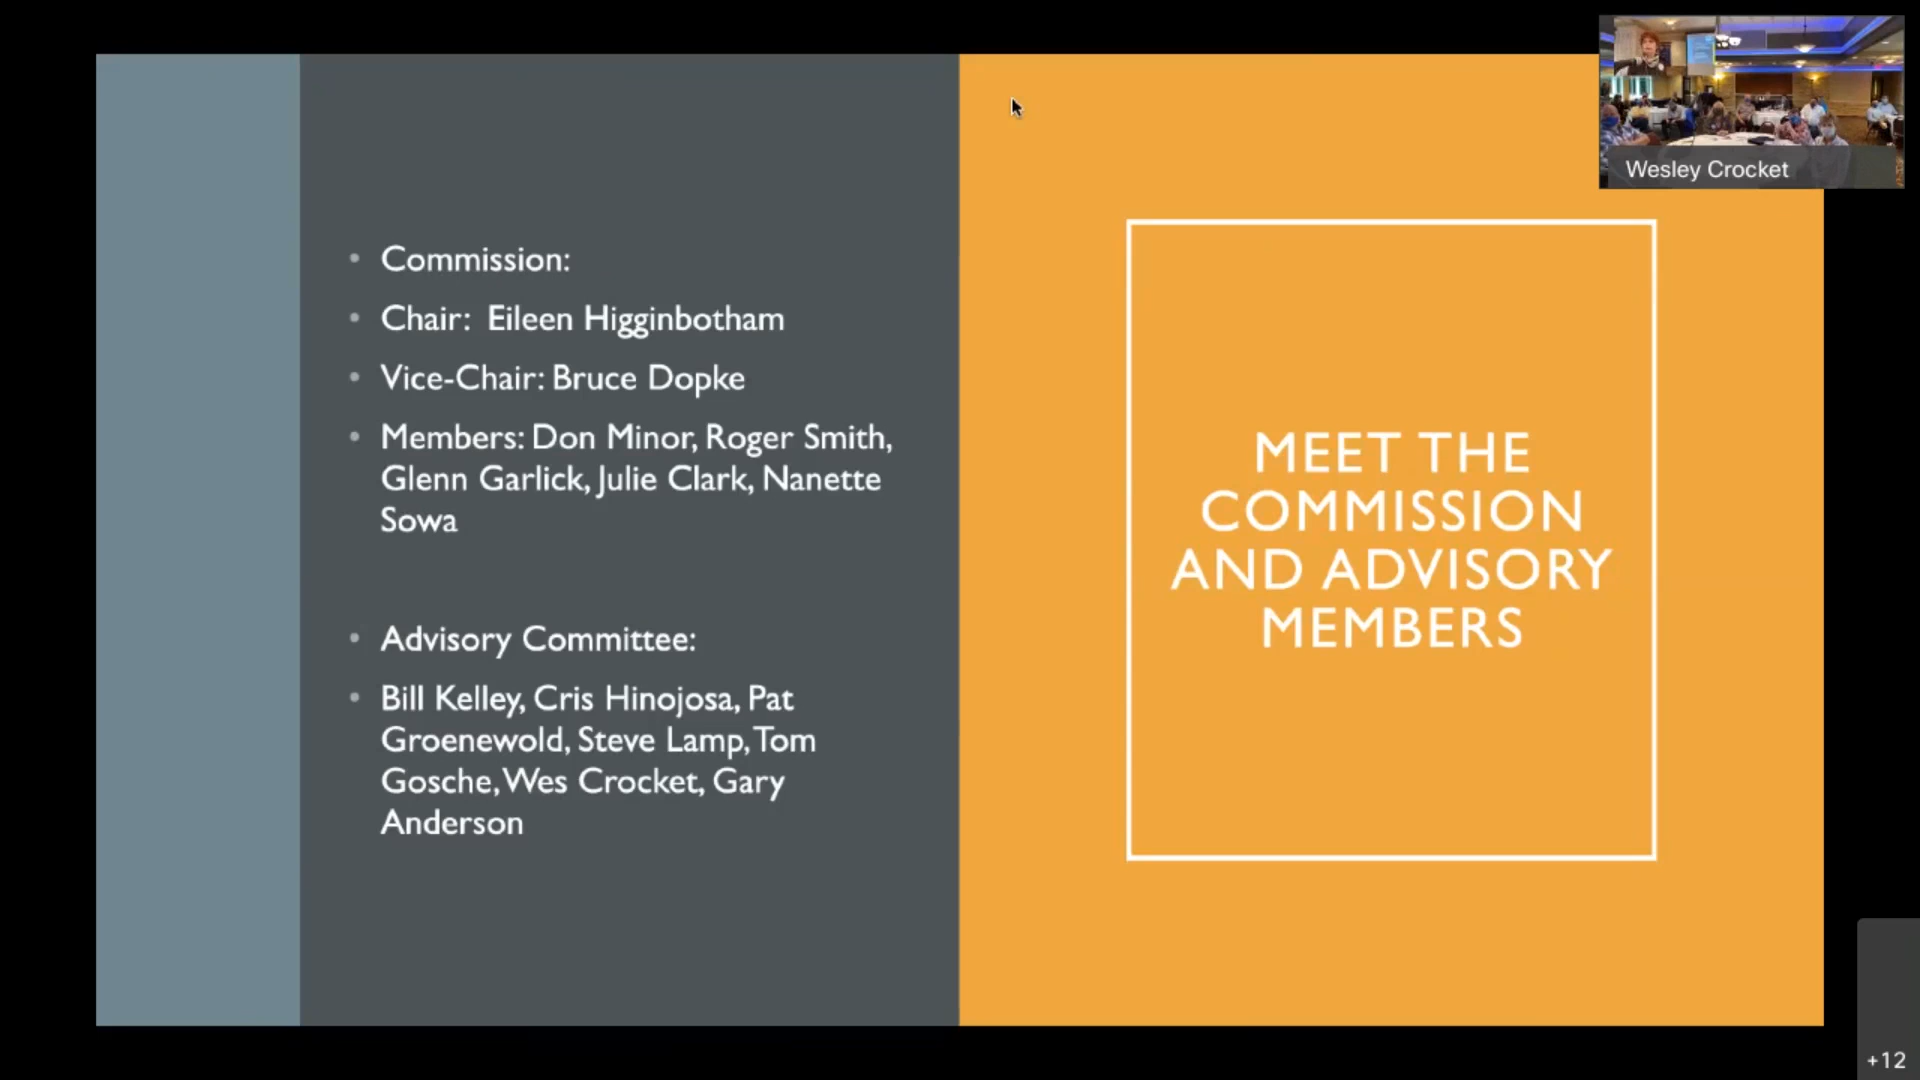 Wesley Crocket
• Commission:
• Chair:  Eileen Higginbotham
• Vice-Chair: Bruce Dopke
• Members: Don Minor, Roger Smith,
Glenn Garlick, Julie Clark, Nanette
Sowa
• Advisory Committee:
• Bill Kelley, Cris Hinojosa, Pat
Groenewold, Steve Lamp, Tom
Gosche, Wes Crocket, Gary
Anderson
MEET THE
COMMISSION
AND ADVISORY
MEMBERS
+12